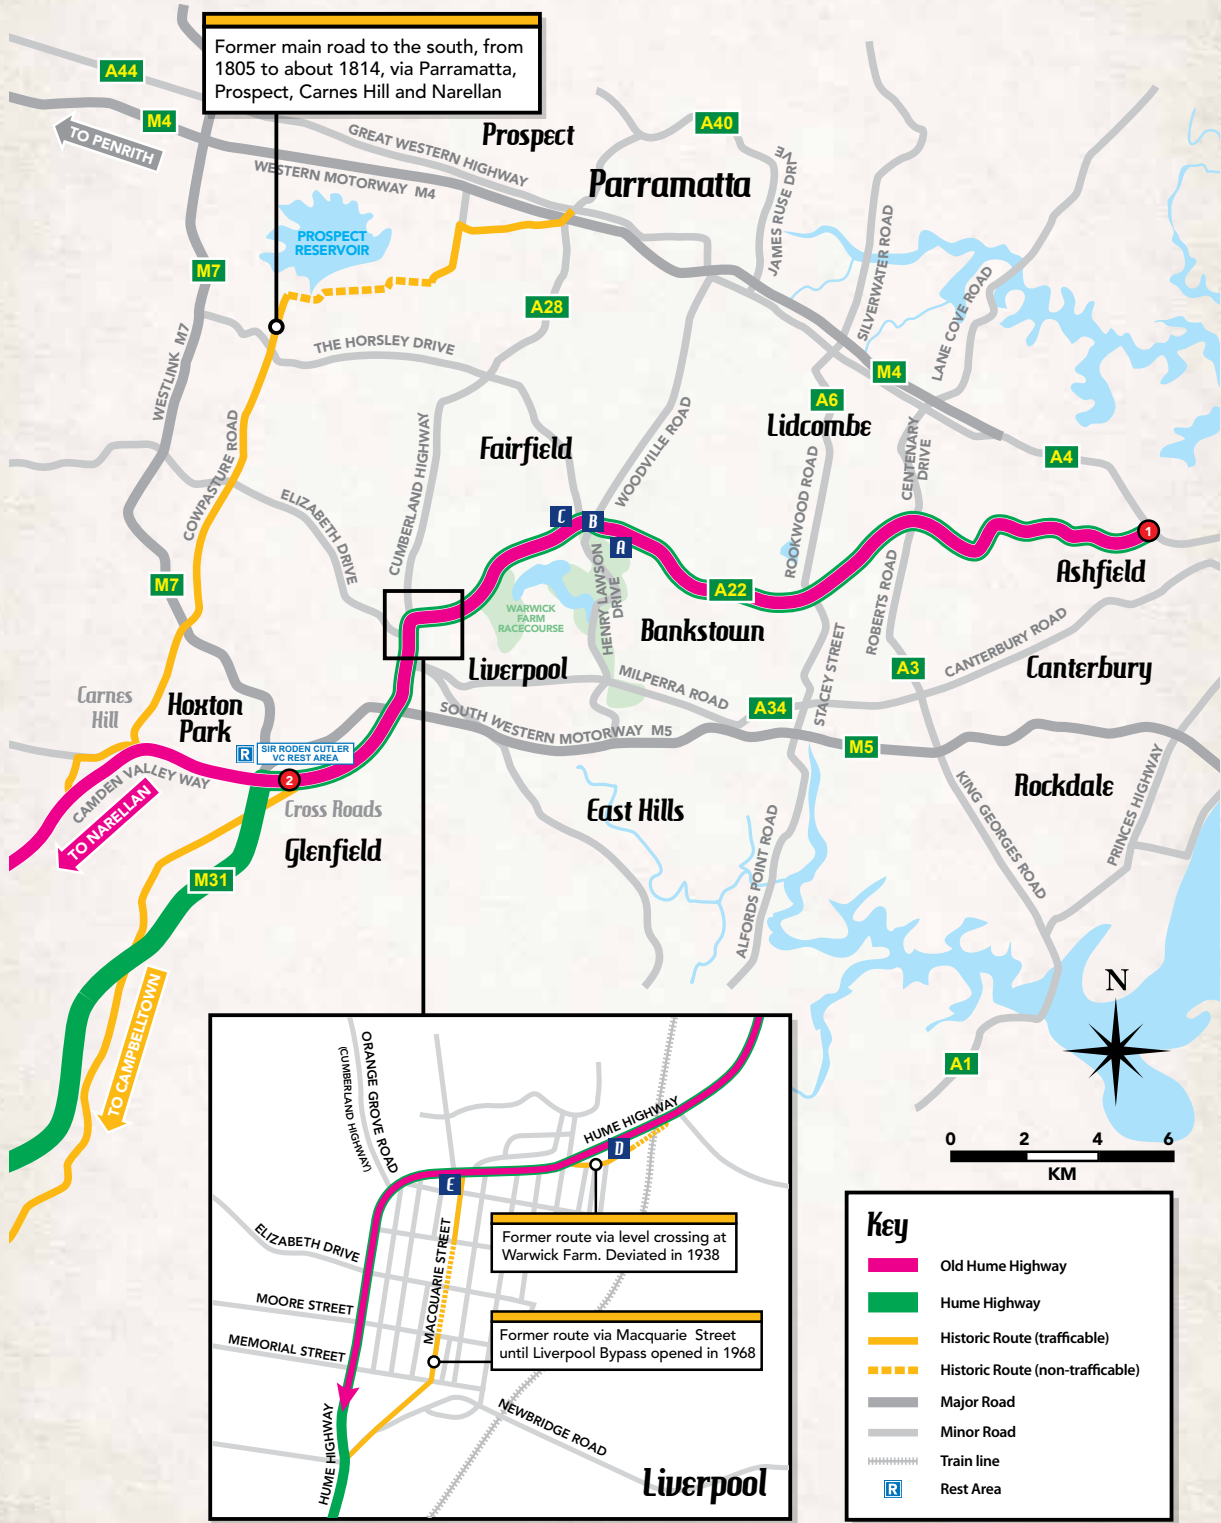 Former main road to the south, from
1805 to about 1814, via Parramatta,
Prospect, Carnes Hill and Narellan
A44
M4
TO PENRITH
GREAT WESTERN HIGHWAY
WESTERN MOTORWAY M4
Prospect
Parramatta
A40
JAMES RUSE DRIVE
SILVERWATER ROAD
LANE COVE ROAD
PROSPECT
RESERVOIR
M7
A28
WESTLINK M7
THE HORSLEY DRIVE
M4
A6
Lidcombe
A4
COWPASTURE ROAD
CUMBERLAND HIGHWAY
Fairfield
WOODVILLE ROAD
ROOKWOOD ROAD
CENTENARY
DRIVE
ELIZABETH DRIVE
C
B
A
1
Ashfield
M7
WARWICK
FARM
RACECOURSE
HENRY LAWSON
DRIVE
A22
Bankstown
ROBERTS ROAD
CANTERBURY ROAD
Canterbury
Liverpool
MILPERRA ROAD
STACEY STREET
A3
A34
Carnes
Hill
Hoxton
Park
SOUTH WESTERN MOTORWAY M5
M5
R
SIR RODEN CUTLER
VC REST AREA
2
CAMDEN VALLEY WAY
TO NARELLAN
Cross Roads
Glenfield
East Hills
Rockdale
KING GEORGES ROAD
PRINCES HIGHWAY
ALFORDS POINT ROAD
M31
TO CAMPBELLTOWN
N
A1
0 2 4 6
KM
ORANGE GROVE ROAD
(CUMBERLAND HIGHWAY)
HUME HIGHWAY
D
E
Former route via level crossing at
Warwick Farm. Deviated in 1938
ELIZABETH DRIVE
MACQUARIE STREET
MOORE STREET
MEMORIAL STREET
Former route via Macquarie Street
until Liverpool Bypass opened in 1968
NEWBRIDGE ROAD
HUME HIGHWAY
Liverpool
Key
Old Hume Highway
Hume Highway
Historic Route (trafficable)
Historic Route (non-trafficable)
Major Road
Minor Road
Train line
R Rest Area